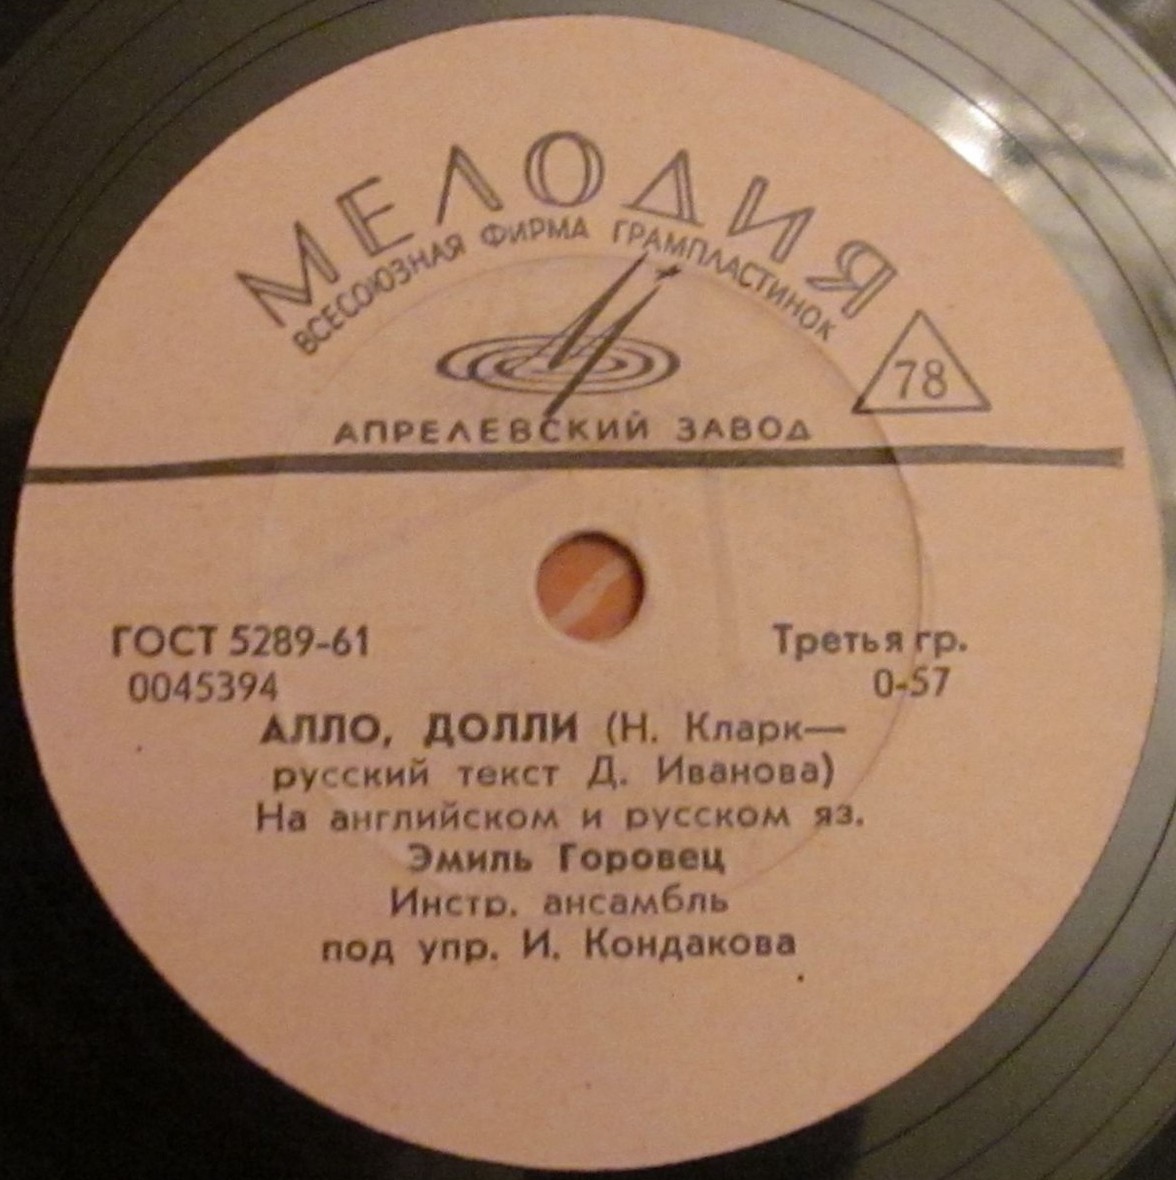 МЕЛОДИЯ
ВСЕСОЮЗНАЯ ФИРМА ГРАМПЛАСТИНОК
78
АПРЕЛЕВСКИЙ ЗАВОД
ГОСТ 5289-61 Третья гр.
0045394 0-57
АЛЛО, ДОЛЛИ (Н. Кларк—
русский текст Д. Иванова)
На английском и русском яз.
Эмиль Горовец
Инстр. ансамбль
под упр. И. Кондакова